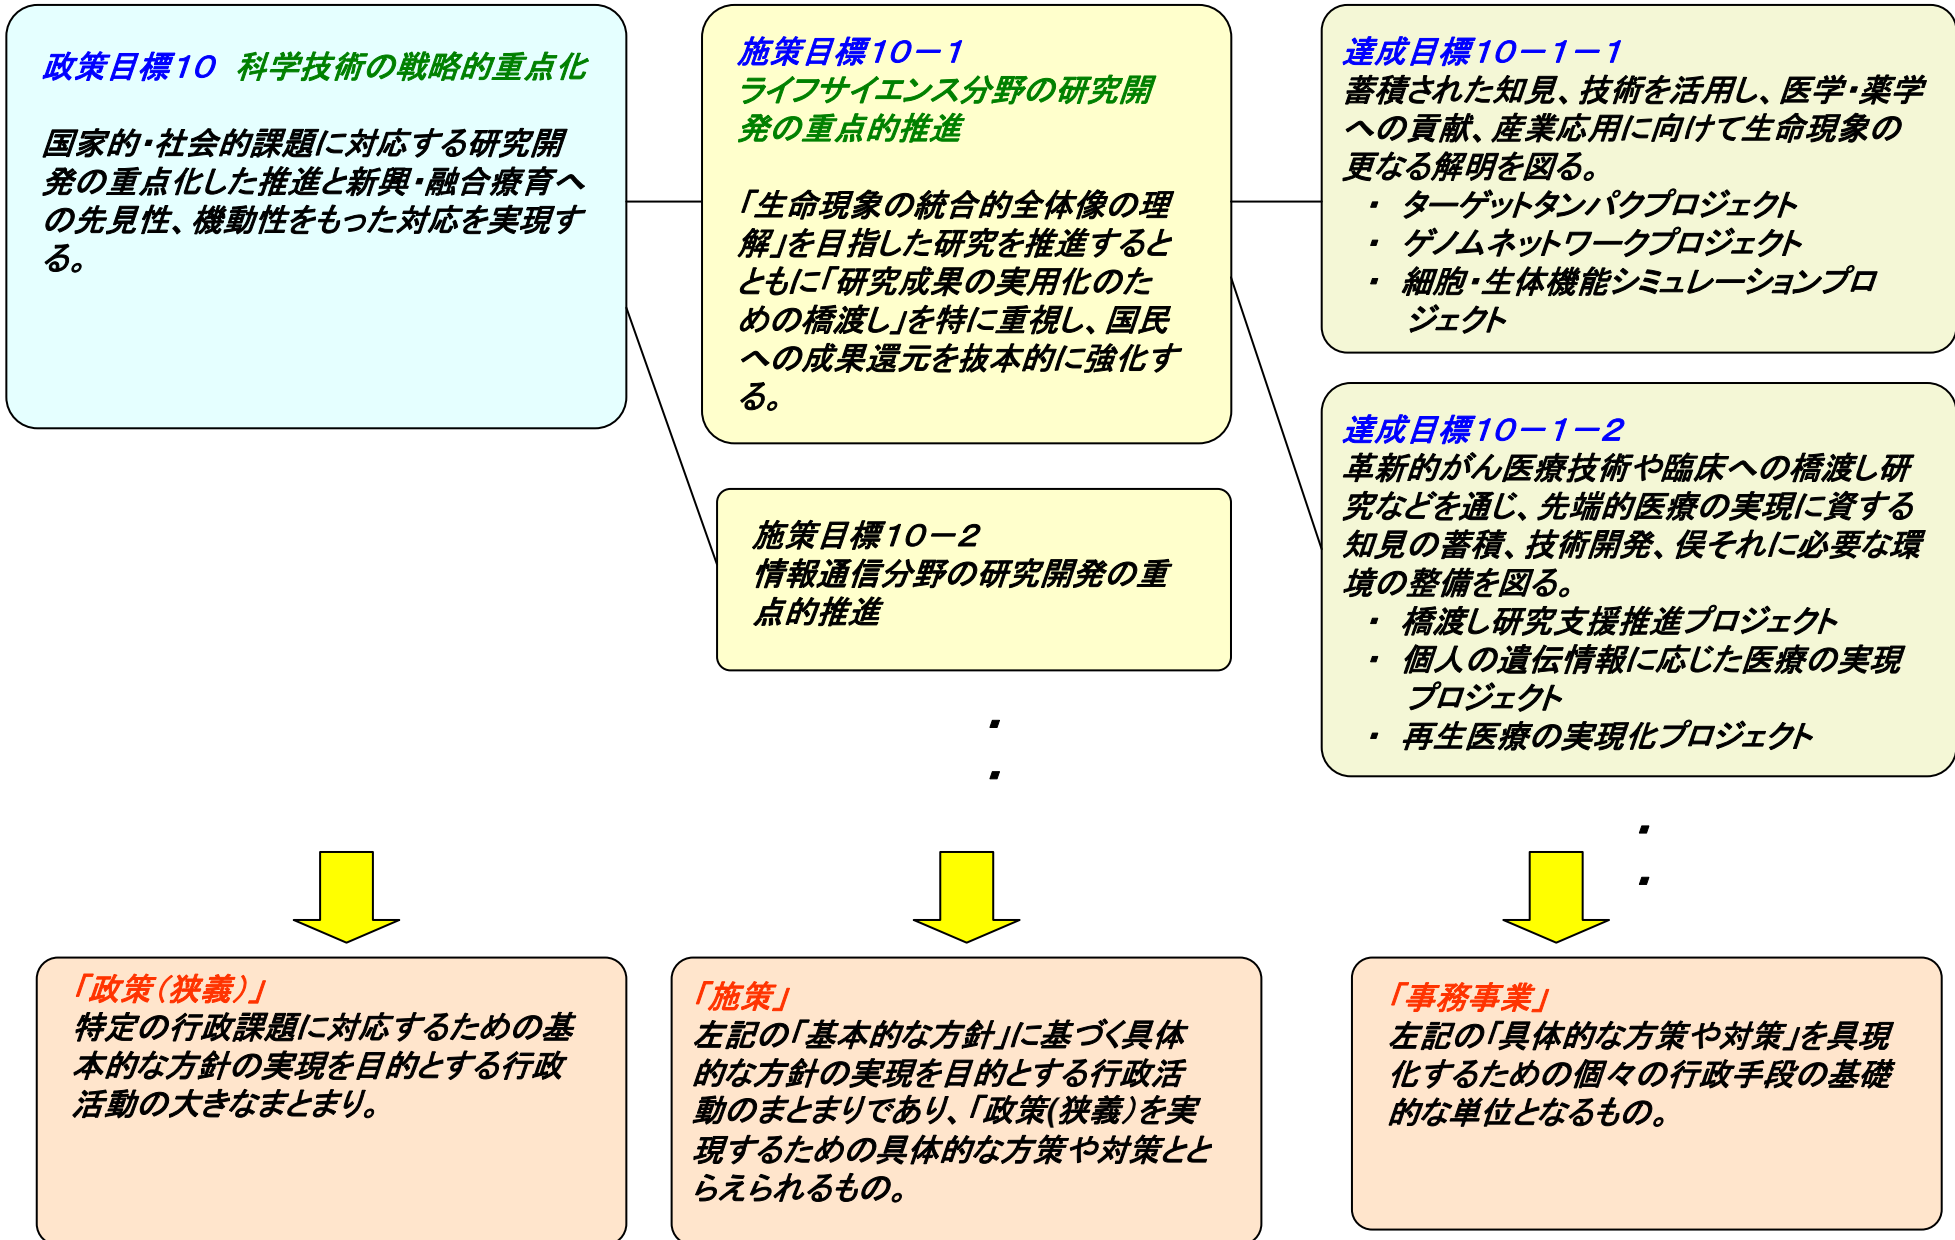 政策目標10 科学技術の戦略的重点化
国家的・社会的課題に対応する研究開
発の重点化した推進と新興・融合療育へ
の先見性、機動性をもった対応を実現す
る。
施策目標10-1
ライフサイエンス分野の研究開
発の重点的推進
「生命現象の統合的全体像の理
解」を目指した研究を推進すると
ともに「研究成果の実用化のた
めの橋渡し」を特に重視し、国民
への成果還元を抜本的に強化す
る。
施策目標10-2
情報通信分野の研究開発の重
点的推進
・
・
達成目標10-1-1
蓄積された知見、技術を活用し、医学・薬学
への貢献、産業応用に向けて生命現象の
更なる解明を図る。
・ ターゲットタンパクプロジェクト
・ ゲノムネットワークプロジェクト
・ 細胞・生体機能シミュレーションプロ
ジェクト
達成目標10-1-2
革新的がん医療技術や臨床への橋渡し研
究などを通じ、先端的医療の実現に資する
知見の蓄積、技術開発、俣それに必要な環
境の整備を図る。
・ 橋渡し研究支援推進プロジェクト
・ 個人の遺伝情報に応じた医療の実現
プロジェクト
・ 再生医療の実現化プロジェクト
・
・
「政策(狭義)」
特定の行政課題に対応するための基
本的な方針の実現を目的とする行政
活動の大きなまとまり。
「施策」
左記の「基本的な方針」に基づく具体
的な方針の実現を目的とする行政活
動のまとまりであり、「政策(狭義)を実
現するための具体的な方策や対策とと
らえられるもの。
「事務事業」
左記の「具体的な方策や対策」を具現
化するための個々の行政手段の基礎
的な単位となるもの。